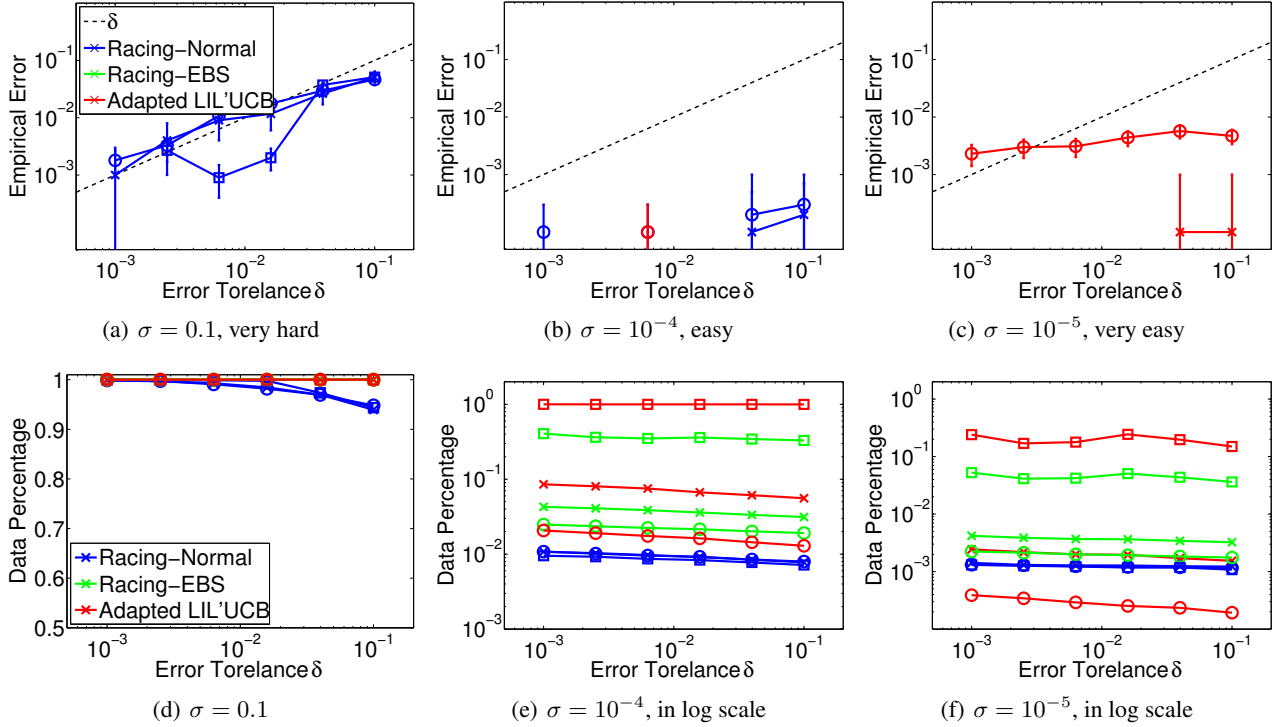 δ
Racing−Normal
Racing−EBS
Adapted LIL'UCB
Empirical Error
10⁻¹
10⁻²
10⁻³
10⁻³ 10⁻² 10⁻¹
Error Torelance δ
(a) σ = 0.1, very hard
Empirical Error
10⁻¹
10⁻²
10⁻³
10⁻³ 10⁻² 10⁻¹
Error Torelance δ
(b) σ = 10⁻⁴, easy
Empirical Error
10⁻¹
10⁻²
10⁻³
10⁻³ 10⁻² 10⁻¹
Error Torelance δ
(c) σ = 10⁻⁵, very easy
Data Percentage
1
0.9
0.8
0.7
0.6
0.5
Racing−Normal
Racing−EBS
Adapted LIL'UCB
10⁻³ 10⁻² 10⁻¹
Error Torelance δ
(d) σ = 0.1
Data Percentage
10⁰
10⁻¹
10⁻²
10⁻³
10⁻³ 10⁻² 10⁻¹
Error Torelance δ
(e) σ = 10⁻⁴, in log scale
Data Percentage
10⁰
10⁻¹
10⁻²
10⁻³
10⁻³ 10⁻² 10⁻¹
Error Torelance δ
(f) σ = 10⁻⁵, in log scale